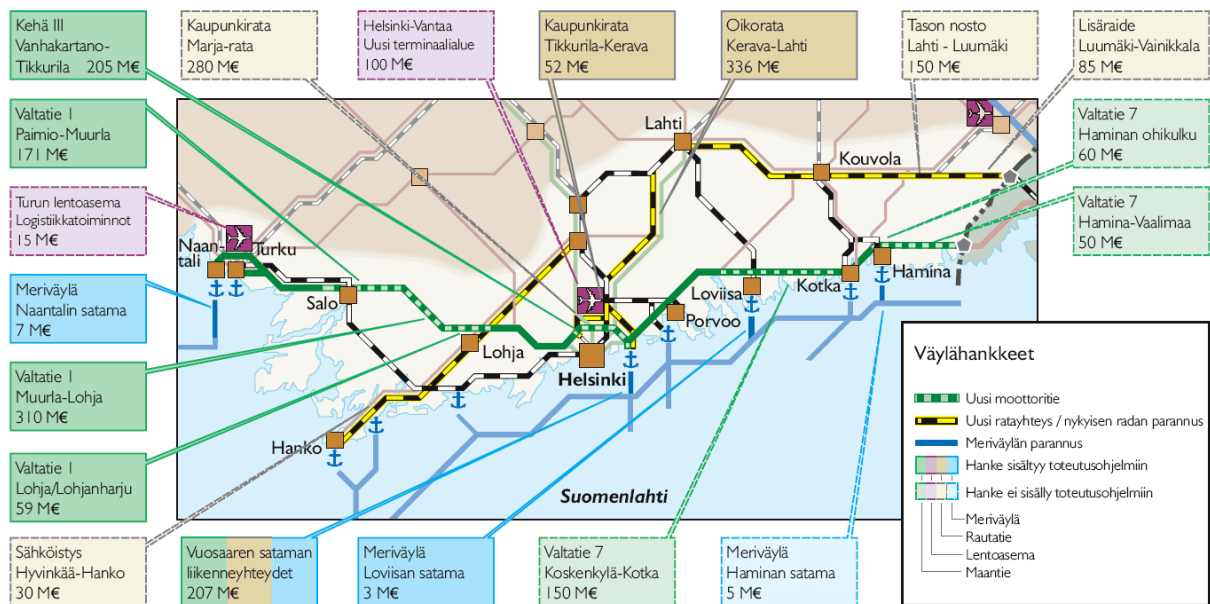 Kehä III
Vanhakartano-
Tikkurila 205 M€
Kaupunkirata
Marja-rata
280 M€
Helsinki-Vantaa
Uusi terminaalialue
100 M€
Kaupunkirata
Tikkurila-Kerava
52 M€
Oikorata
Kerava-Lahti
336 M€
Tason nosto
Lahti - Luumäki
150 M€
Lisäraide
Luumäki-Vainikkala
85 M€
Valtatie 1
Paimio-Muurla
171 M€
Valtatie 7
Haminan ohikulku
60 M€
Turun lentoasema
Logistiikkatoiminnot
15 M€
Valtatie 7
Hamina-Vaalimaa
50 M€
Meriväylä
Naantalin satama
7 M€
Valtatie 1
Muurla-Lohja
310 M€
Valtatie 1
Lohja/Lohjanharju
59 M€
Lahti
Kouvola
Naan-
tali
Turku
Salo
Lohja
Helsinki
Hanko
Porvoo
Loviisa
Kotka
Hamina
Suomenlahti
Väylähankkeet
Uusi moottoritie
Uusi ratayhteys / nykyisen radan parannus
Meriväylän parannus
Hanke sisältyy toteutusohjelmiin
Hanke ei sisälly toteutusohjelmiin
Meriväylä
Rautatie
Lentoasema
Maantie
Sähköistys
Hyvinkää-Hanko
30 M€
Vuosaaren sataman
liikenneyhteydet
207 M€
Meriväylä
Loviisan satama
3 M€
Valtatie 7
Koskenkylä-Kotka
150 M€
Meriväylä
Haminan satama
5 M€